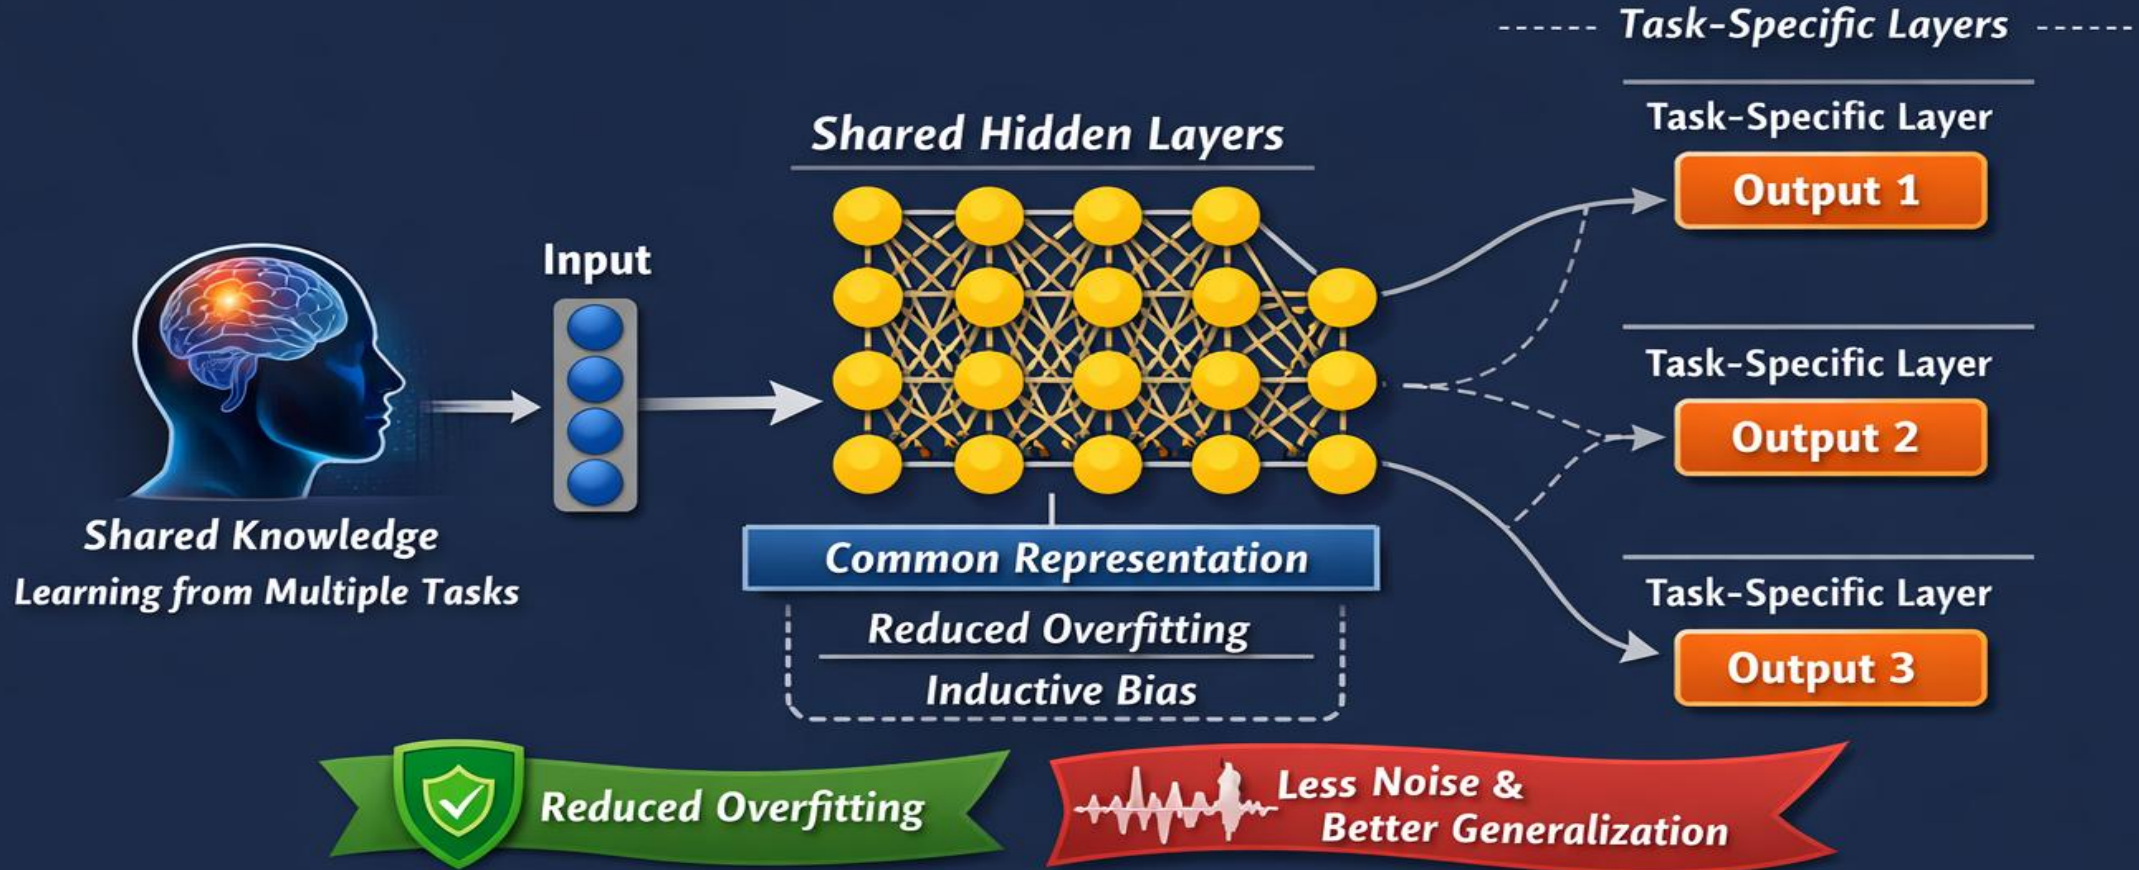 Task-Specific Layers
Shared Hidden Layers
Input
Shared Knowledge
Learning from Multiple Tasks
Common Representation
Reduced Overfitting
Inductive Bias
Task-Specific Layer
Output 1
Task-Specific Layer
Output 2
Task-Specific Layer
Output 3
Reduced Overfitting
Less Noise &
Better Generalization